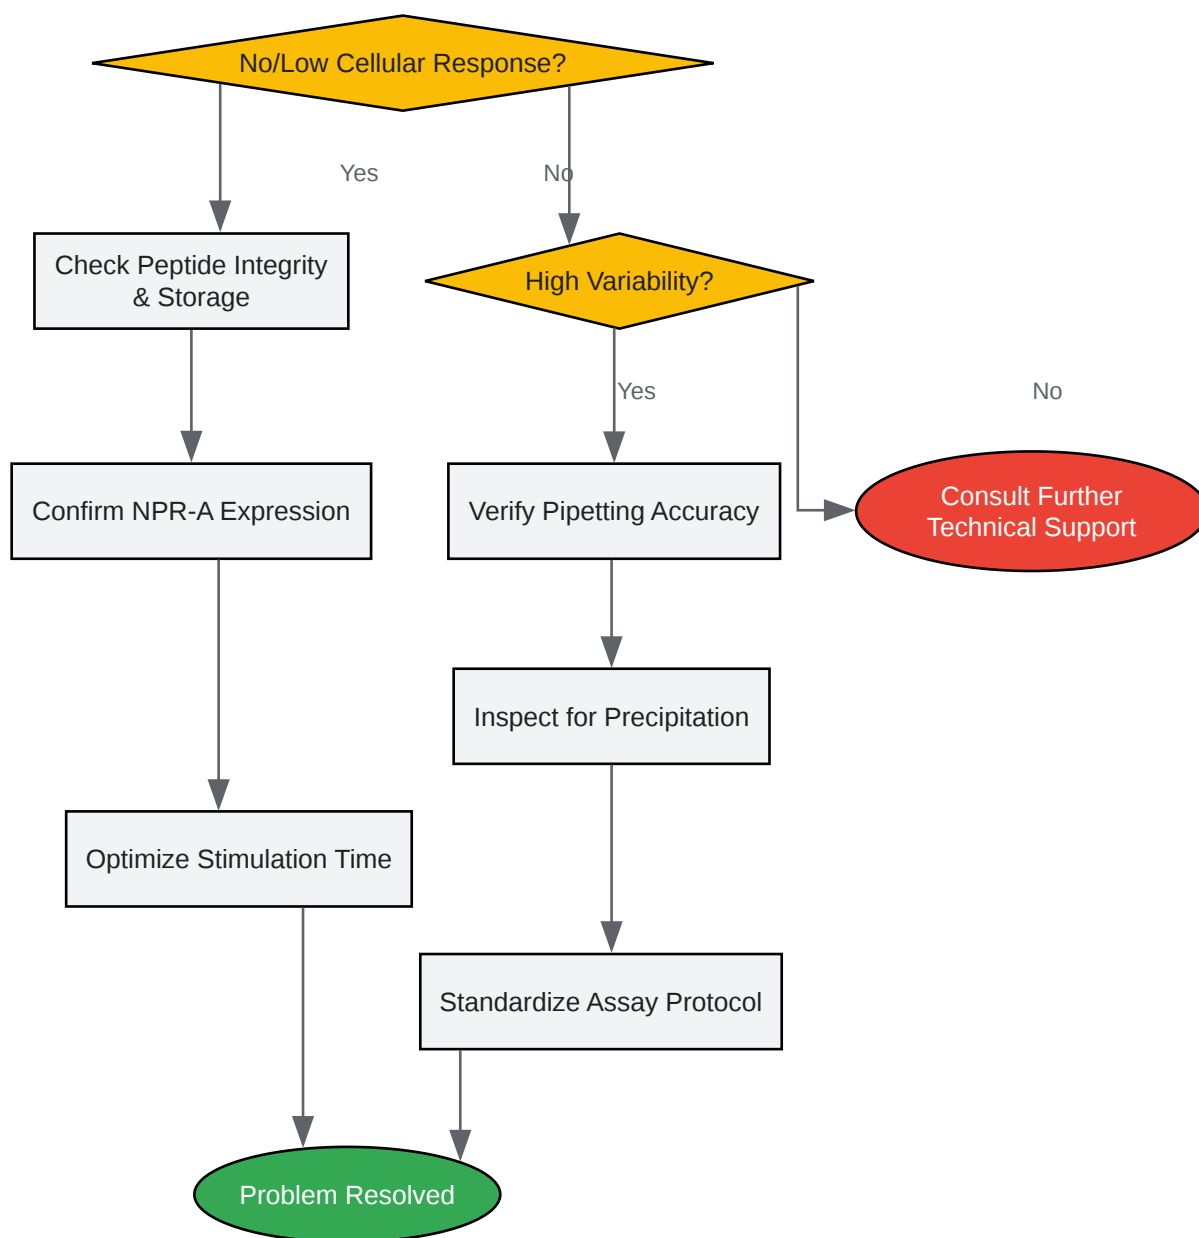 No/Low Cellular Response?
Yes
No
Check Peptide Integrity
& Storage
High Variability?
Yes
No
Confirm NPR-A Expression
Verify Pipetting Accuracy
Consult Further
Technical Support
Inspect for Precipitation
Optimize Stimulation Time
Standardize Assay Protocol
Problem Resolved